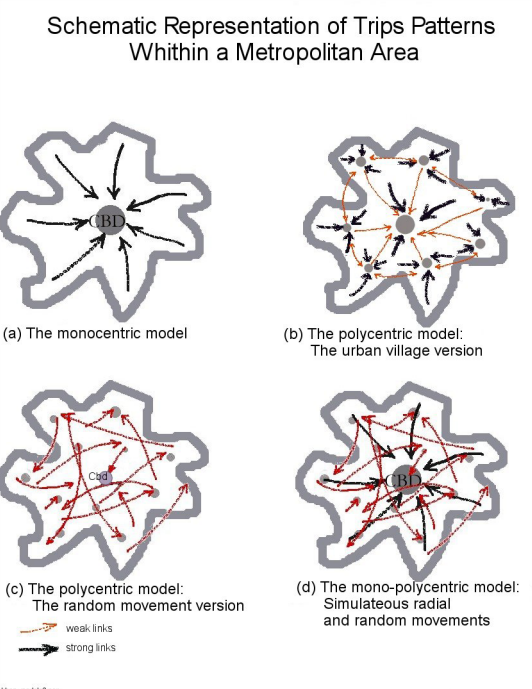 Schematic Representation of Trips Patterns
Whithin a Metropolitan Area
CBD
(a) The monocentric model
(b) The polycentric model:
The urban village version
Cbd
CBD
(c) The polycentric model:
The random movement version
(d) The mono-polycentric model:
Simulateous radial
and random movements
weak links
strong links